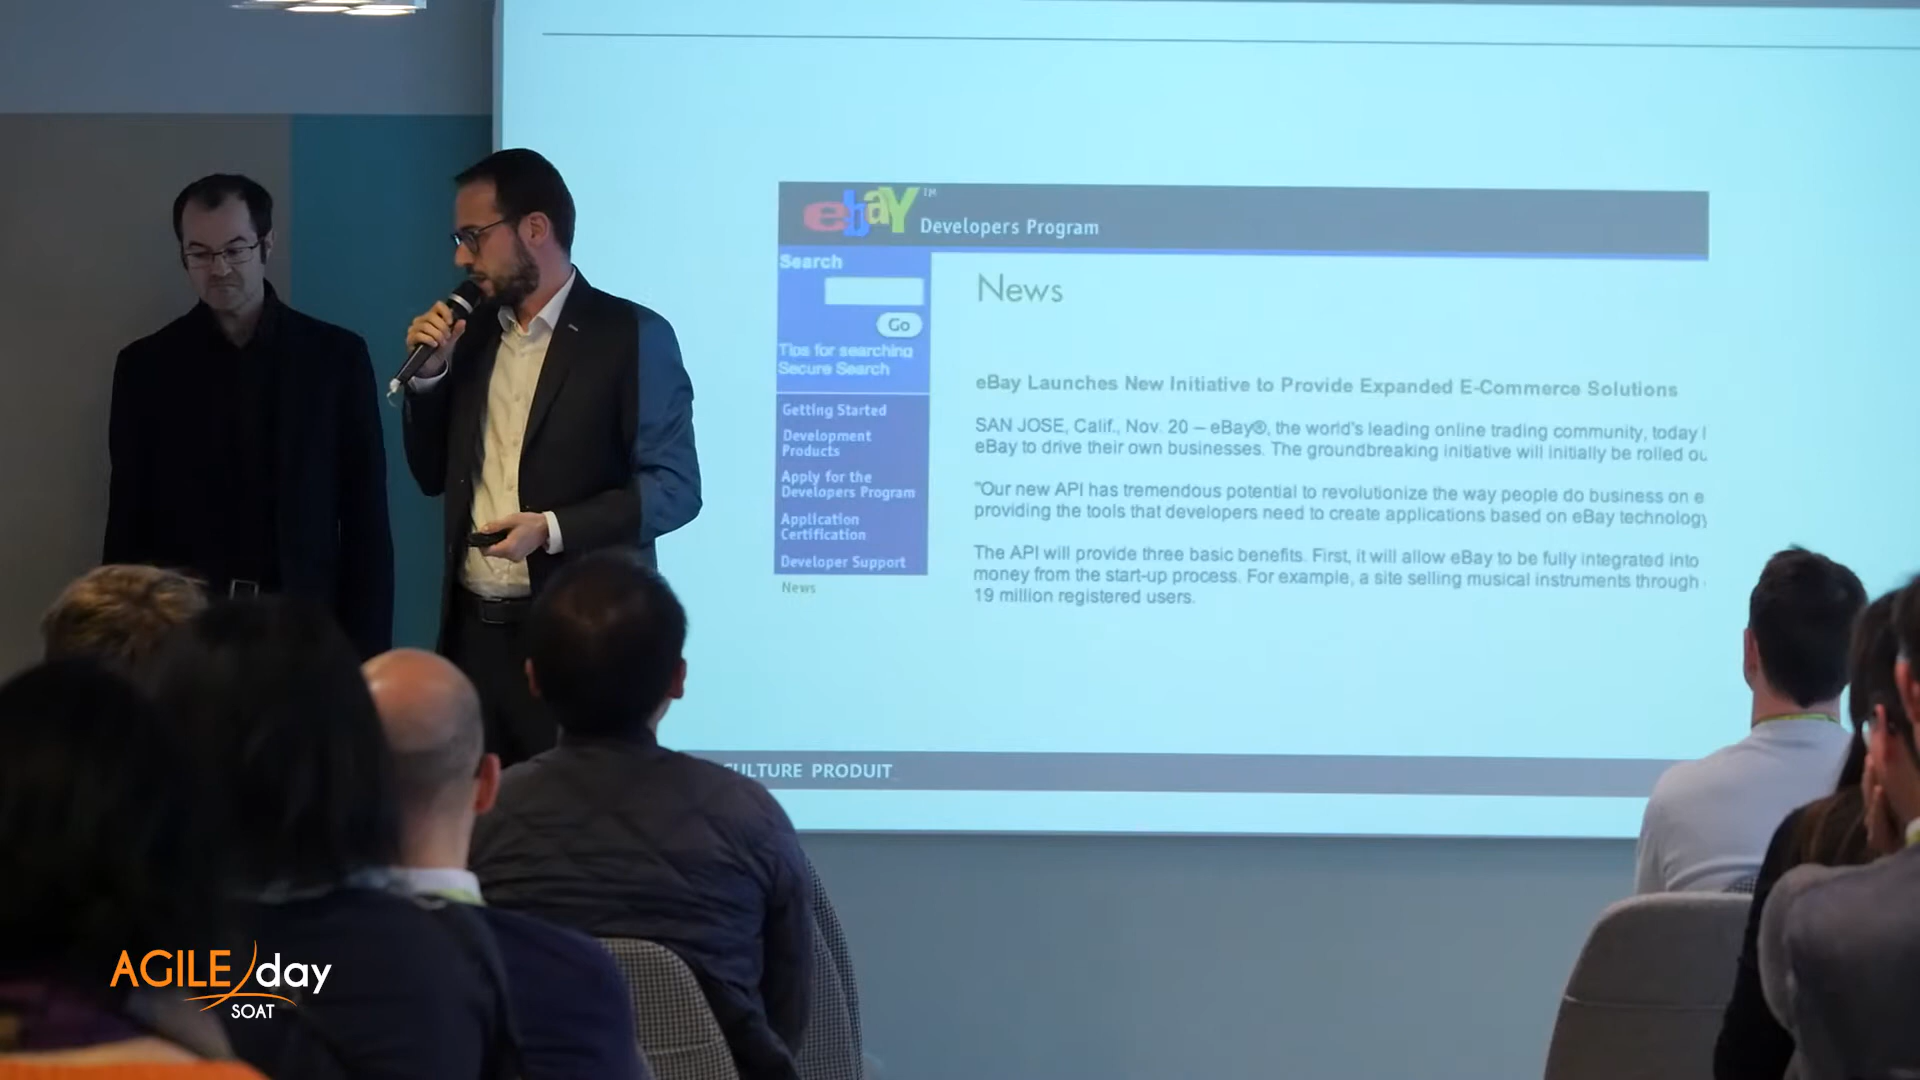 ebaY™ Developers Program
Search
Go
Tips for searching
Secure Search
Getting Started
Development
Products
Apply for the
Developers Program
Application
Certification
Developer Support
News
News
eBay Launches New Initiative to Provide Expanded E-Commerce Solutions
SAN JOSE, Calif., Nov. 20 – eBay®, the world's leading online trading community, today
eBay to drive their own businesses. The groundbreaking initiative will initially be rolled
"Our new API has tremendous potential to revolutionize the way people do business on e
providing the tools that developers need to create applications based on eBay technology
The API will provide three basic benefits. First, it will allow eBay to be fully integrated into
money from the start-up process. For example, a site selling musical instruments through
19 million registered users.
CULTURE PRODUIT
AGILE day
SOAT